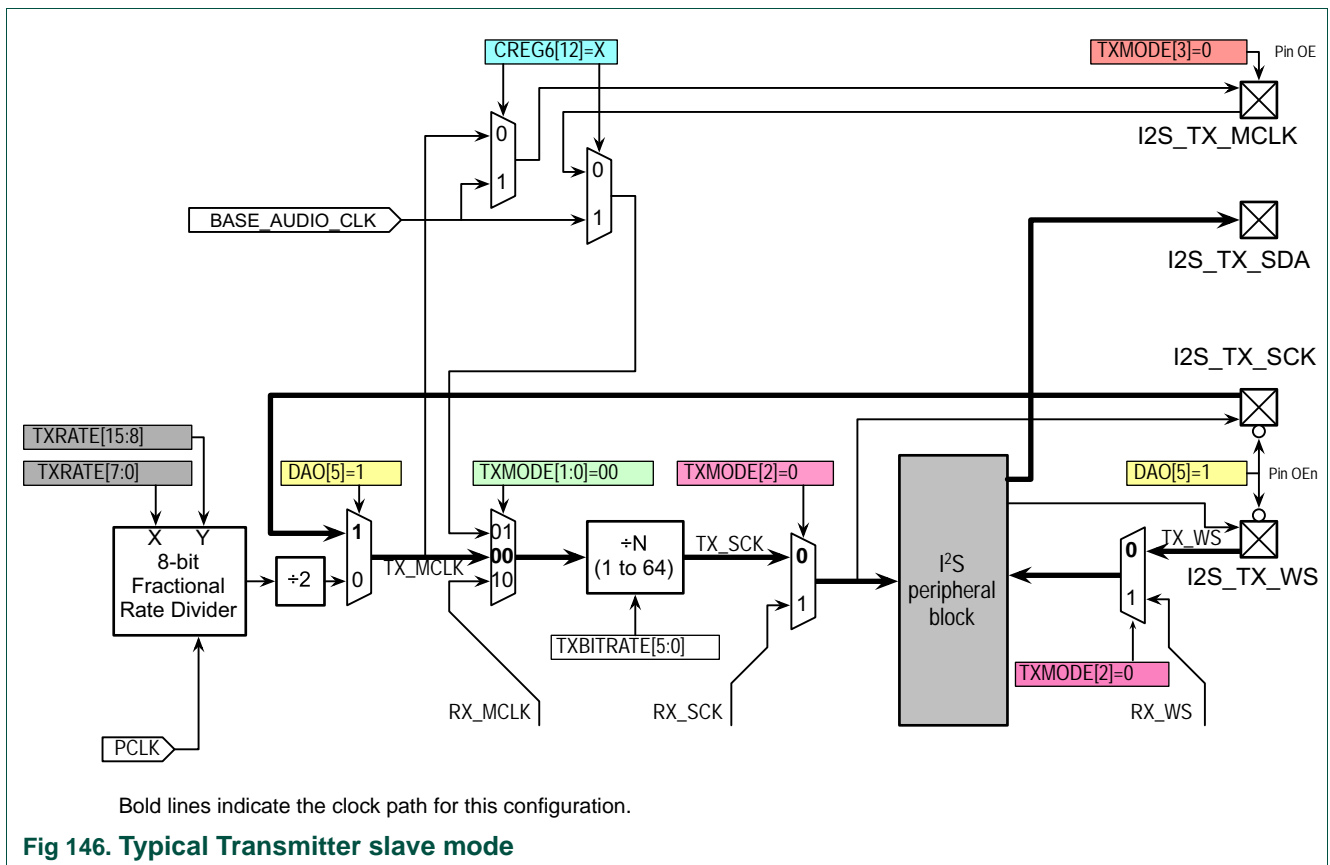 CREG6[12]=X
TXMODE[3]=0
Pin OE
0
1
0
1
I2S_TX_MCLK
BASE_AUDIO_CLK
I2S_TX_SDA
I2S_TX_SCK
TXRATE[15:8]
TXRATE[7:0]
DAO[5]=1
TXMODE[1:0]=00
TXMODE[2]=0
DAO[5]=1
Pin OEn
X Y
8-bit
Fractional
Rate Divider
÷2
1
0
TX_MCLK
01
00
10
÷N
(1 to 64)
TX_SCK
0
1
I²S
peripheral
block
0
1
TX_WS
I2S_TX_WS
TXBITRATE[5:0]
TXMODE[2]=0
RX_MCLK
RX_SCK
RX_WS
PCLK
Bold lines indicate the clock path for this configuration.
Fig 146. Typical Transmitter slave mode